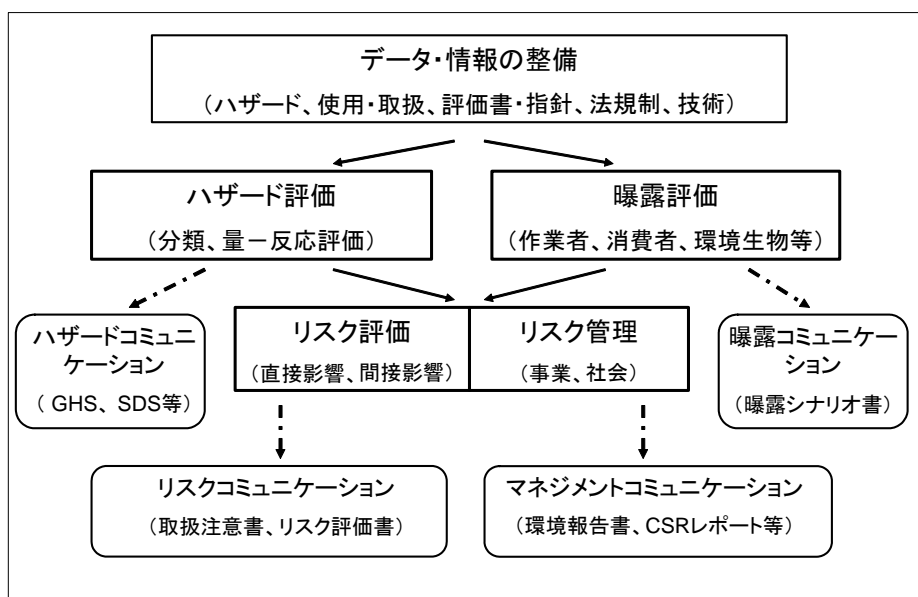 データ・情報の整備
（ハザード、使用・取扱、評価書・指針、法規制、技術）
ハザード評価
（分類、量－反応評価）
曝露評価
（作業者、消費者、環境生物等）
ハザードコミュニ
ケーション
（ GHS、 SDS等）
リスク評価
（直接影響、間接影響）
リスク管理
（事業、社会）
曝露コミュニケー
ション
（曝露シナリオ書）
リスクコミュニケーション
（取扱注意書、リスク評価書）
マネジメントコミュニケーション
（環境報告書、CSRレポート等）